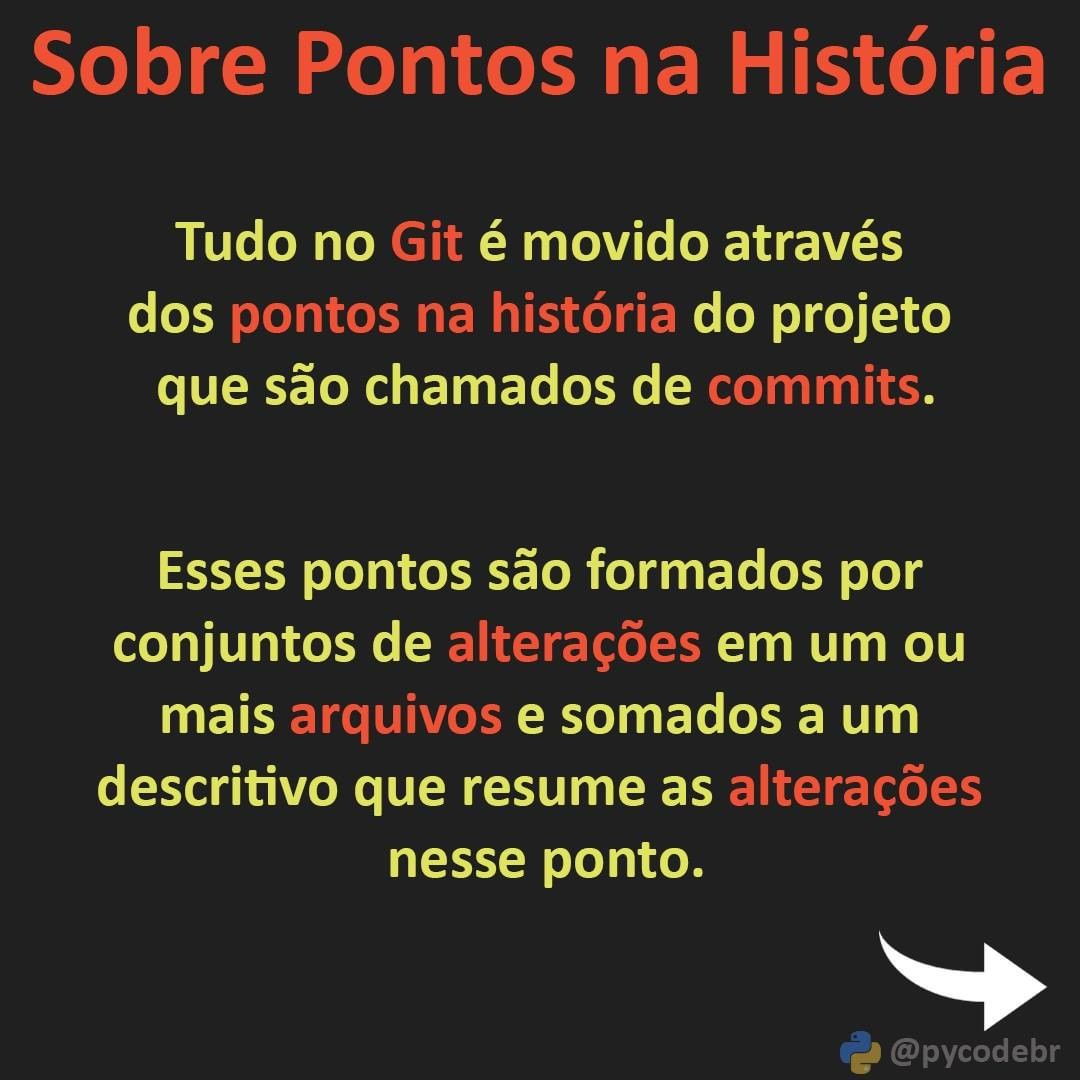 Sobre Pontos na História
Tudo no Git é movido através
dos pontos na história do projeto
que são chamados de commits.
Esses pontos são formados por
conjuntos de alterações em um ou
mais arquivos e somados a um
descritivo que resume as alterações
nesse ponto.
@pycodebr